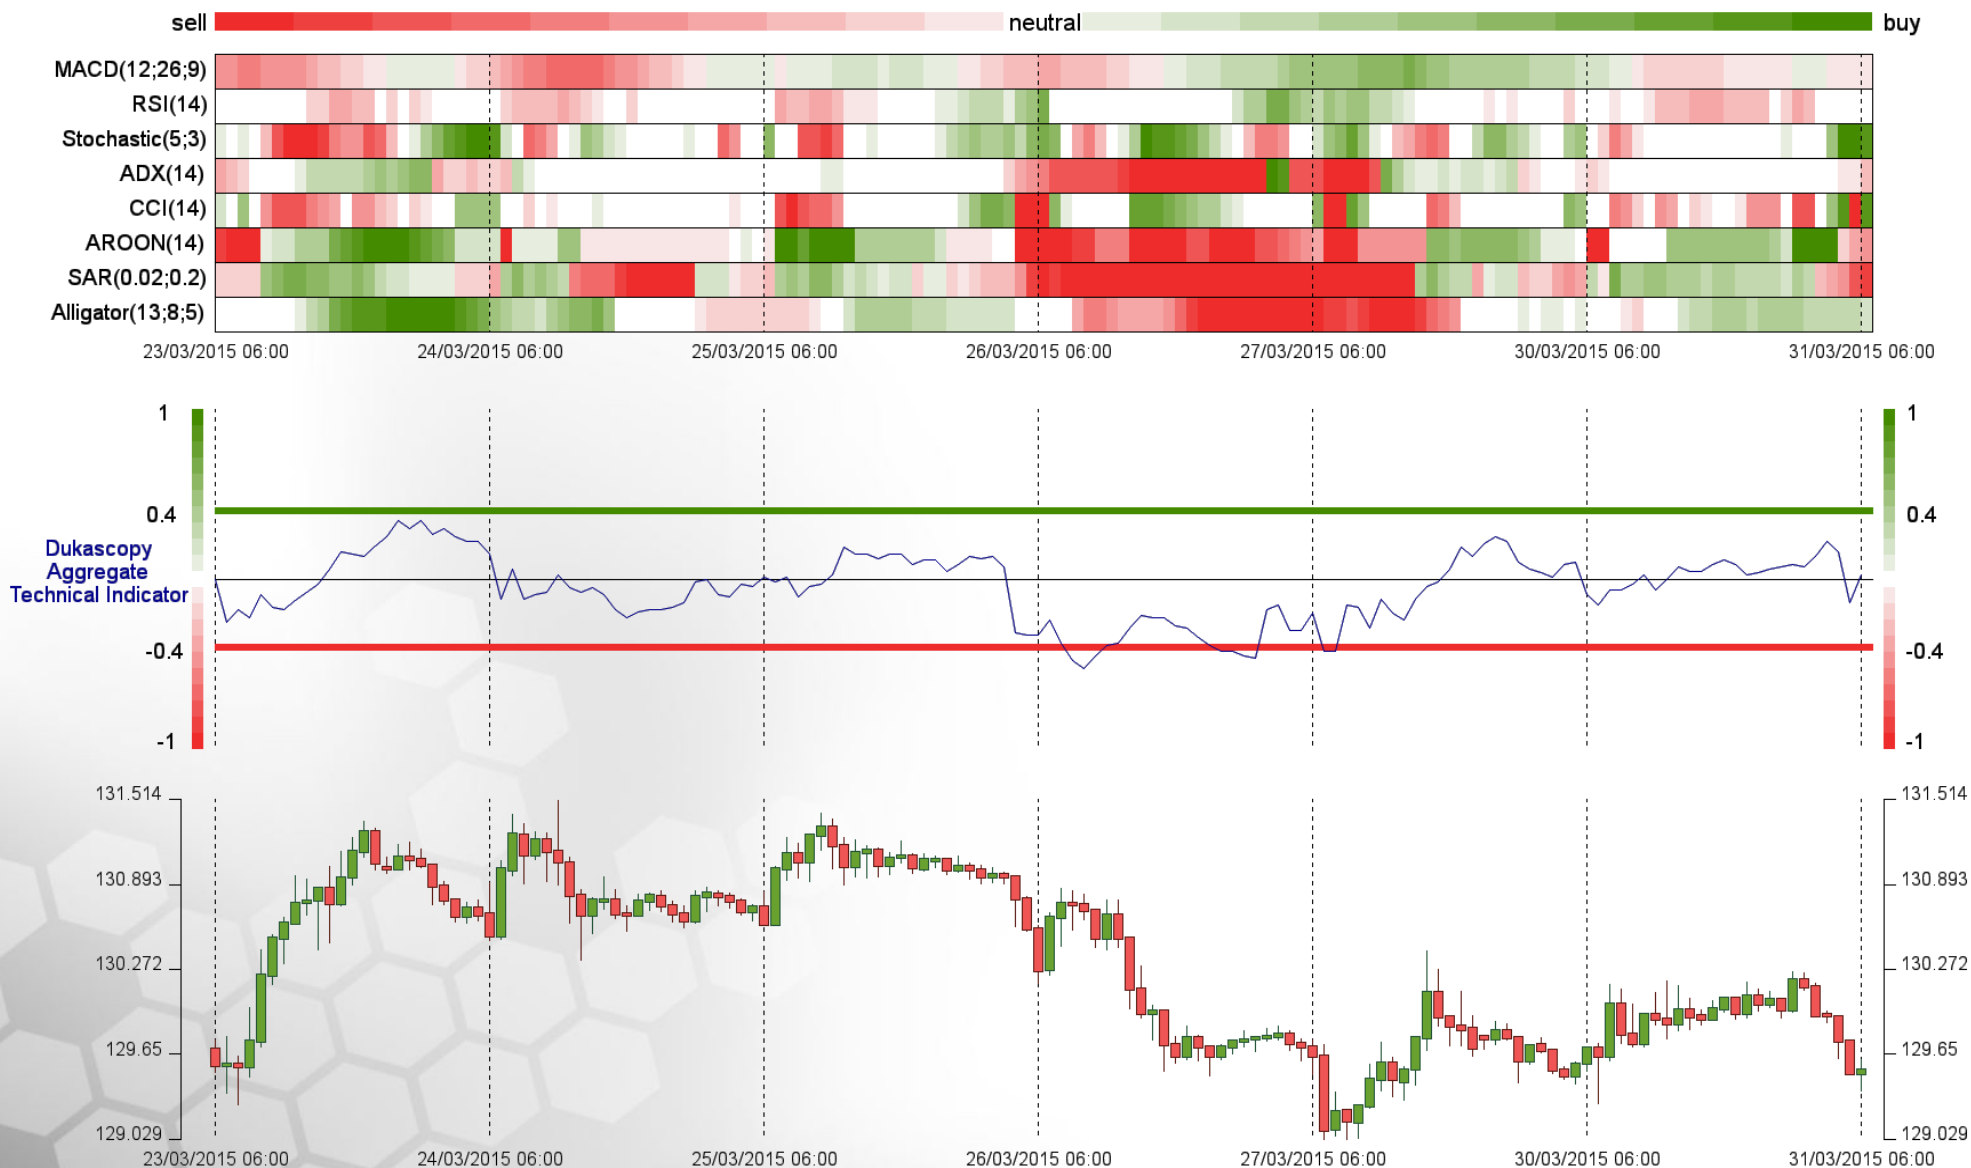 sell neutral buy
MACD(12;26;9)
RSI(14)
Stochastic(5;3)
ADX(14)
CCI(14)
AROON(14)
SAR(0.02;0.2)
Alligator(13;8;5)
23/03/2015 06:00 24/03/2015 06:00 25/03/2015 06:00 26/03/2015 06:00 27/03/2015 06:00 30/03/2015 06:00 31/03/2015 06:00
1 1
0.4 0.4
Dukascopy
Aggregate
Technical Indicator
-0.4 -0.4
-1 -1
131.514 131.514
130.893 130.893
130.272 130.272
129.65 129.65
129.029 129.029
23/03/2015 06:00 24/03/2015 06:00 25/03/2015 06:00 26/03/2015 06:00 27/03/2015 06:00 30/03/2015 06:00 31/03/2015 06:00